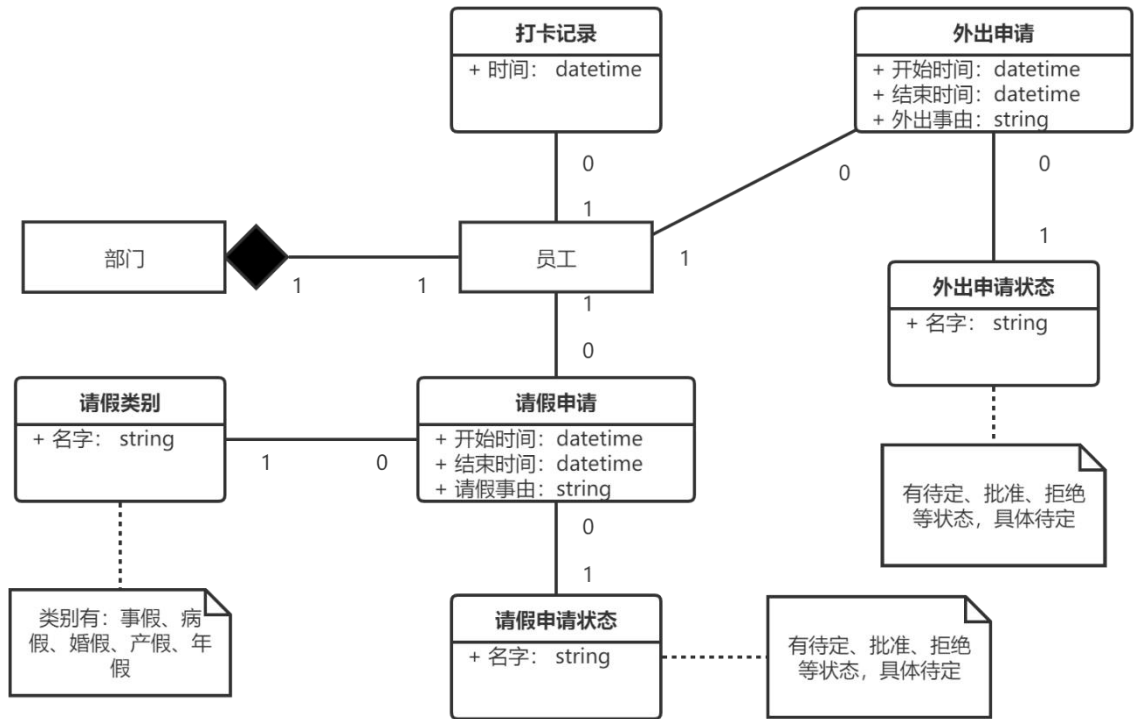 打卡记录
+ 时间： datetime
外出申请
+ 开始时间：datetime
+ 结束时间：datetime
+ 外出事由：string
0
1
0
1
0
1
部门
1
1
员工
外出申请状态
+ 名字： string
1
0
请假类别
+ 名字： string
1
0
请假申请
+ 开始时间：datetime
+ 结束时间：datetime
+ 请假事由：string
有待定、批准、拒绝
等状态，具体待定
0
1
类别有：事假、病
假、婚假、产假、年
假
请假申请状态
+ 名字： string
有待定、批准、拒绝
等状态，具体待定